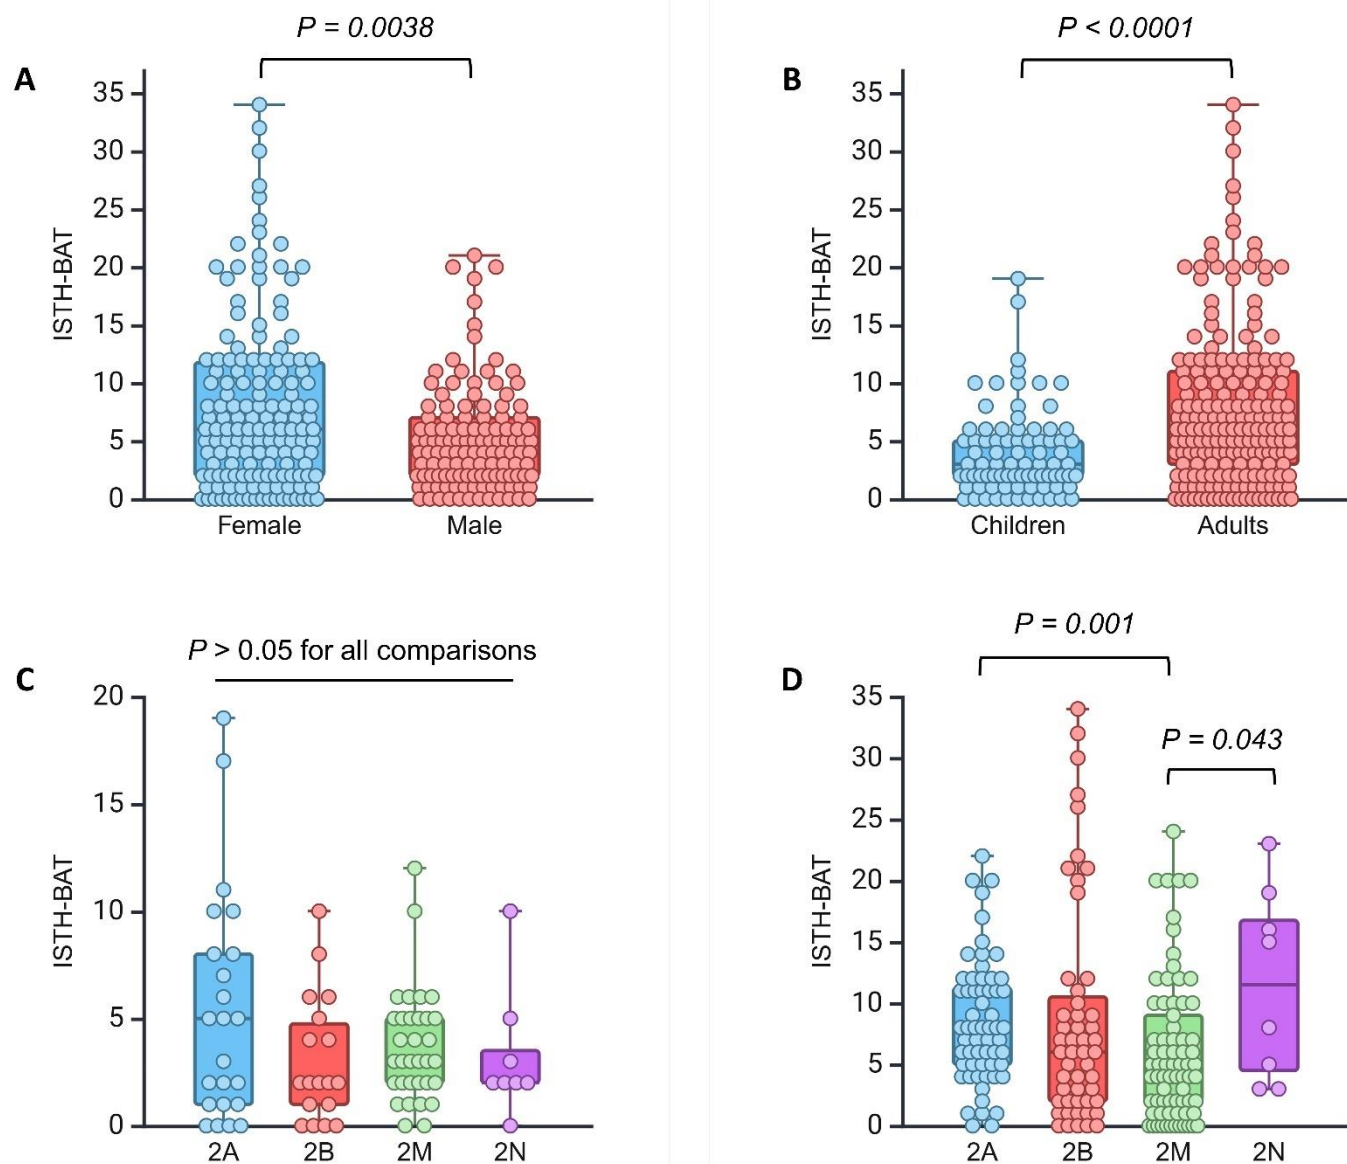 P = 0.0038
A
35
30
25
20
15
10
5
0
ISTH-BAT
Female Male
P < 0.0001
B
35
30
25
20
15
10
5
0
ISTH-BAT
Children Adults
P > 0.05 for all comparisons
C
20
15
10
5
0
ISTH-BAT
2A 2B 2M 2N
P = 0.001
D
P = 0.043
35
30
25
20
15
10
5
0
ISTH-BAT
2A 2B 2M 2N